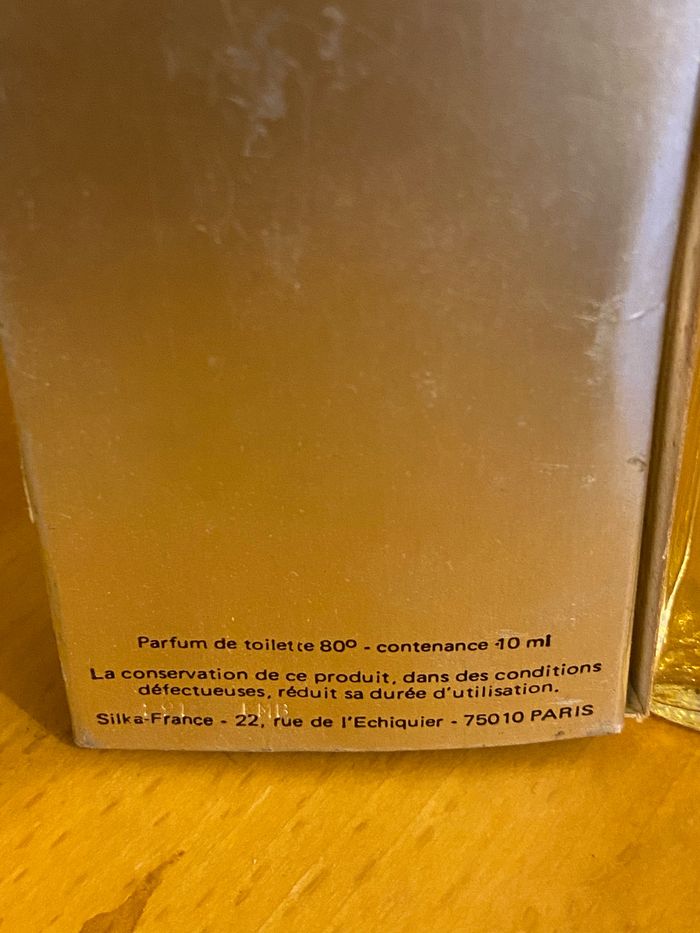 Parfum de toilette 80º - contenance 10 ml
La conservation de ce produit, dans des conditions
défectueuses, réduit sa durée d'utilisation.
Silka-France - 22, rue de l'Echiquier - 75010 PARIS